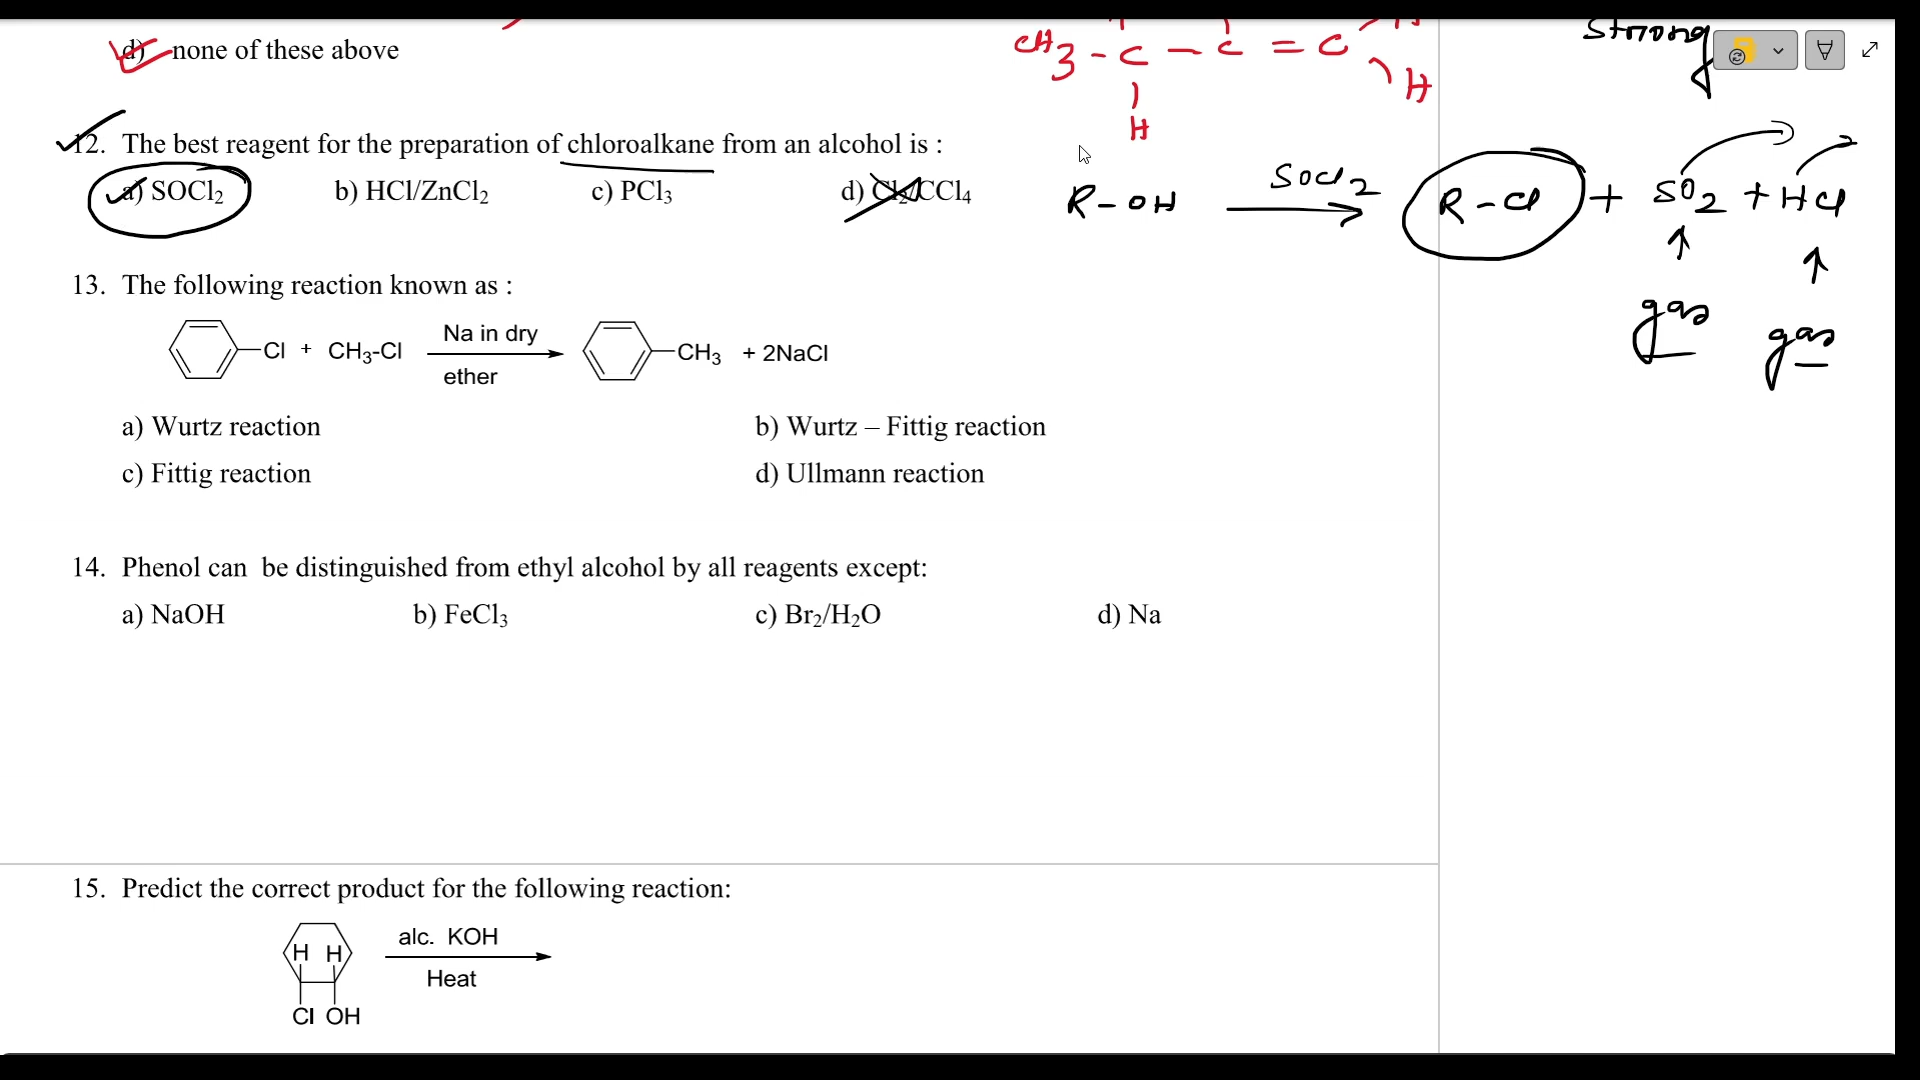 d) none of these above
CH3 - C - C = C
H
H
Strong
12. The best reagent for the preparation of chloroalkane from an alcohol is :
a) SOCl2 b) HCl/ZnCl2 c) PCl3 d) Cl2/CCl4
R-OH SOCl2 R-Cl + SO2 + HCl
gas gas
13. The following reaction known as :
Cl + CH3-Cl Na in dry ether CH3 + 2NaCl
a) Wurtz reaction b) Wurtz – Fittig reaction
c) Fittig reaction d) Ullmann reaction
14. Phenol can be distinguished from ethyl alcohol by all reagents except:
a) NaOH b) FeCl3 c) Br2/H2O d) Na
15. Predict the correct product for the following reaction:
H H alc. KOH
Heat
Cl OH